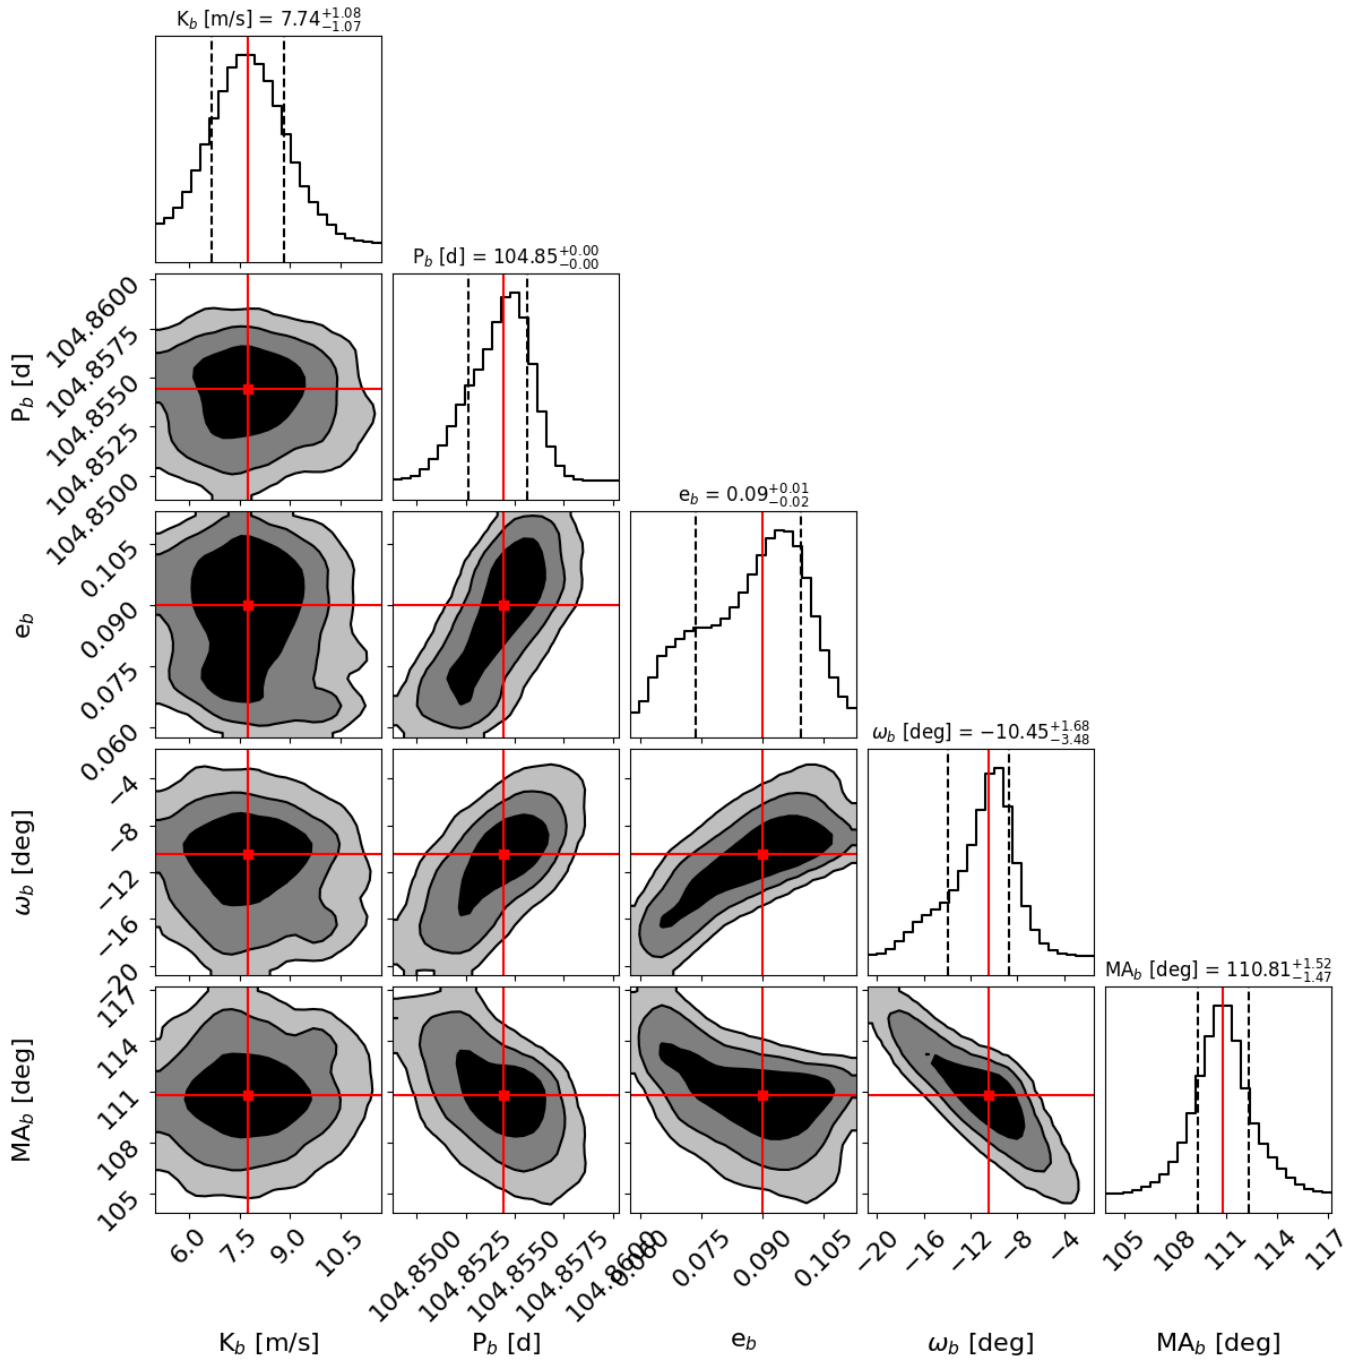 K_b [m/s] = 7.74^{+1.08}_{-1.07}
P_b [d] = 104.85^{+0.00}_{-0.00}
104.8600
104.8575
104.8550
104.8525
104.8500
P_b [d]
e_b = 0.09^{+0.01}_{-0.02}
0.105
0.090
0.075
0.060
e_b
ω_b [deg] = −10.45^{+1.68}_{-3.48}
−4
−8
−12
−16
−20
ω_b [deg]
MA_b [deg] = 110.81^{+1.52}_{-1.47}
117
114
111
108
105
MA_b [deg]
6.0 7.5 9.0 10.5
104.8500 104.8525 104.8550 104.8575 104.8600
0.060 0.075 0.090 0.105
−20 −16 −12 −8 −4
105 108 111 114 117
K_b [m/s] P_b [d] e_b ω_b [deg] MA_b [deg]